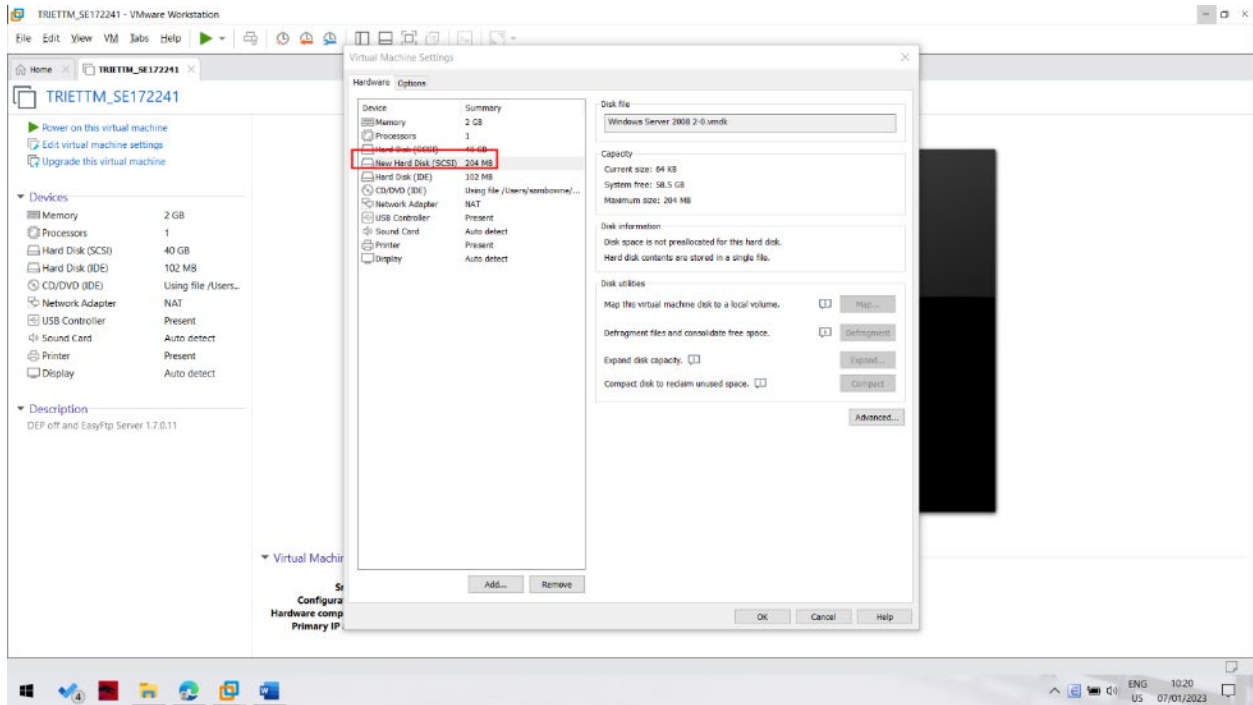 TRIETTM_SE172241 - VMware Workstation
File Edit View VM Tabs Help
Home
TRIETTM_SE172241
TRIETTM_SE172241
Power on this virtual machine
Edit virtual machine settings
Upgrade this virtual machine
Devices
Memory 2 GB
Processors 1
Hard Disk (SCSI) 40 GB
Hard Disk (IDE) 102 MB
CD/DVD (IDE) Using file /Users...
Network Adapter NAT
USB Controller Present
Sound Card Auto detect
Printer Present
Display Auto detect
Description
DEP off and EasyFtp Server 1.7.0.11
Virtual Machin
Configura
Hardware comp
Primary IP
Virtual Machine Settings
Hardware Options
Device Summary
Memory 2 GB
Processors 1
Hard Disk (SCSI) 40 GB
New Hard Disk (SCSI) 204 MB
Hard Disk (IDE) 102 MB
CD/DVD (IDE) Using file /Users/sambowne/...
Network Adapter NAT
USB Controller Present
Sound Card Auto detect
Printer Present
Display Auto detect
Add... Remove
Disk file
Windows Server 2008 2-0.vmdk
Capacity
Current size: 64 KB
System free: 58.5 GB
Maximum size: 204 MB
Disk information
Disk space is not preallocated for this hard disk.
Hard disk contents are stored in a single file.
Disk utilities
Map this virtual machine disk to a local volume. Map...
Defragment files and consolidate free space. Defragment
Expand disk capacity. Expand...
Compact disk to reclaim unused space. Compact
Advanced...
OK Cancel Help
4
ENG 10:20
US 07/01/2023